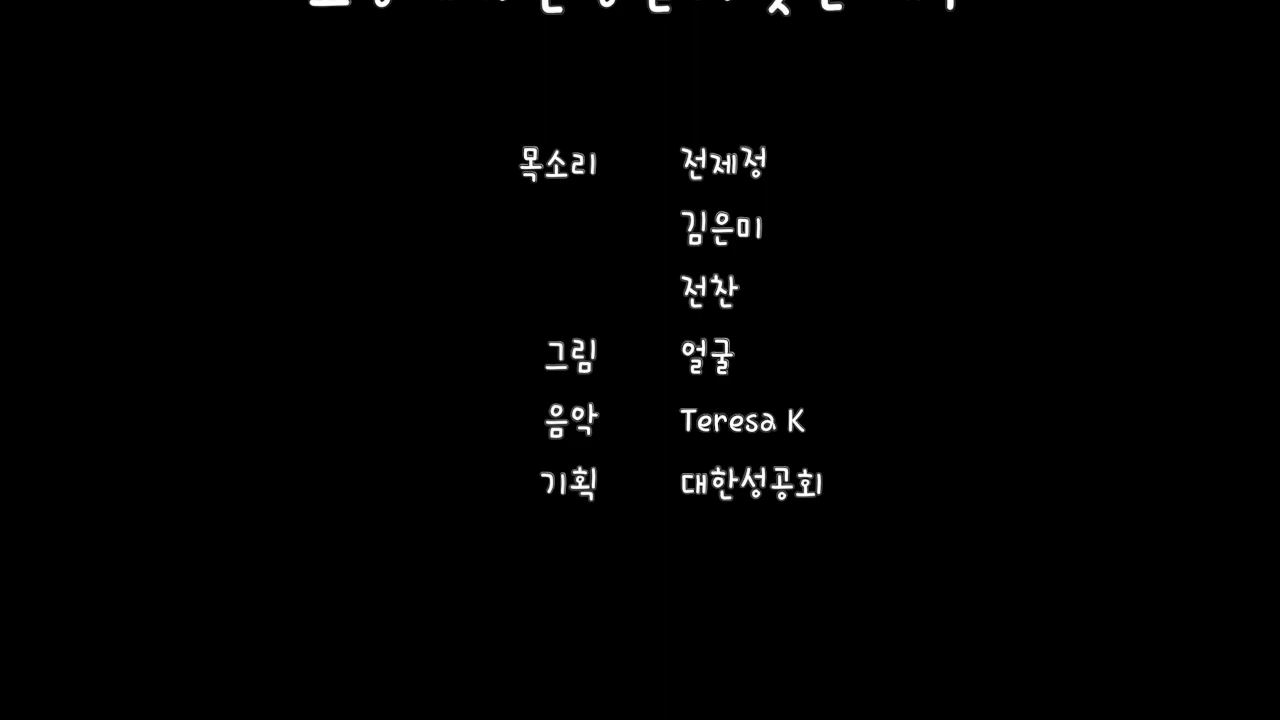 목소리 전제정
김은미
전찬
그림 얼굴
음악 Teresa K
기획 대한성공회